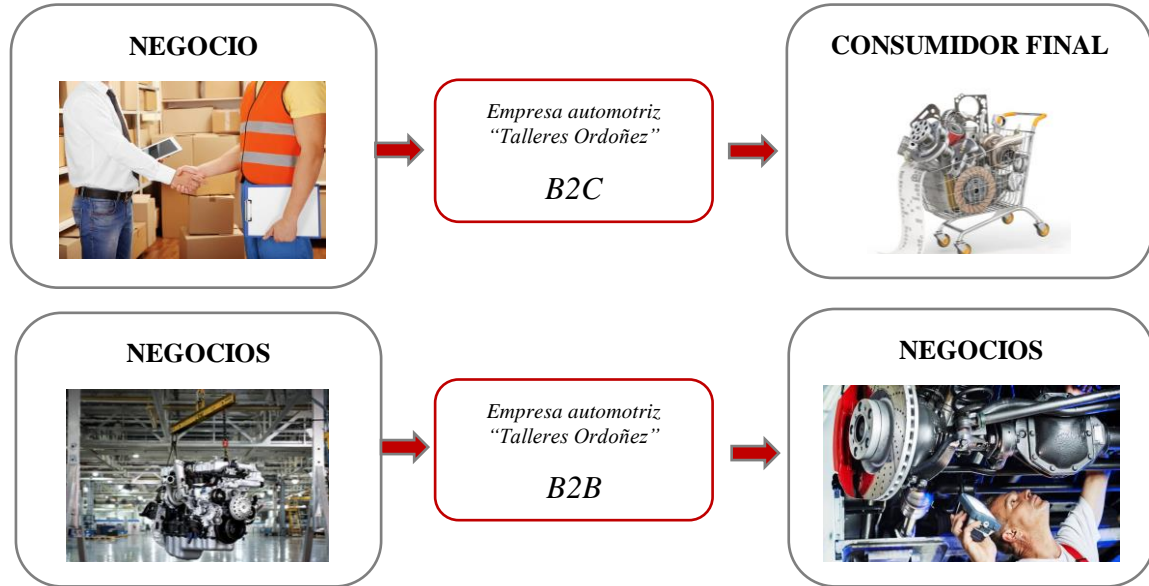 NEGOCIO
CONSUMIDOR FINAL
Empresa automotriz
“Talleres Ordoñez”
B2C
NEGOCIOS
NEGOCIOS
Empresa automotriz
“Talleres Ordoñez”
B2B